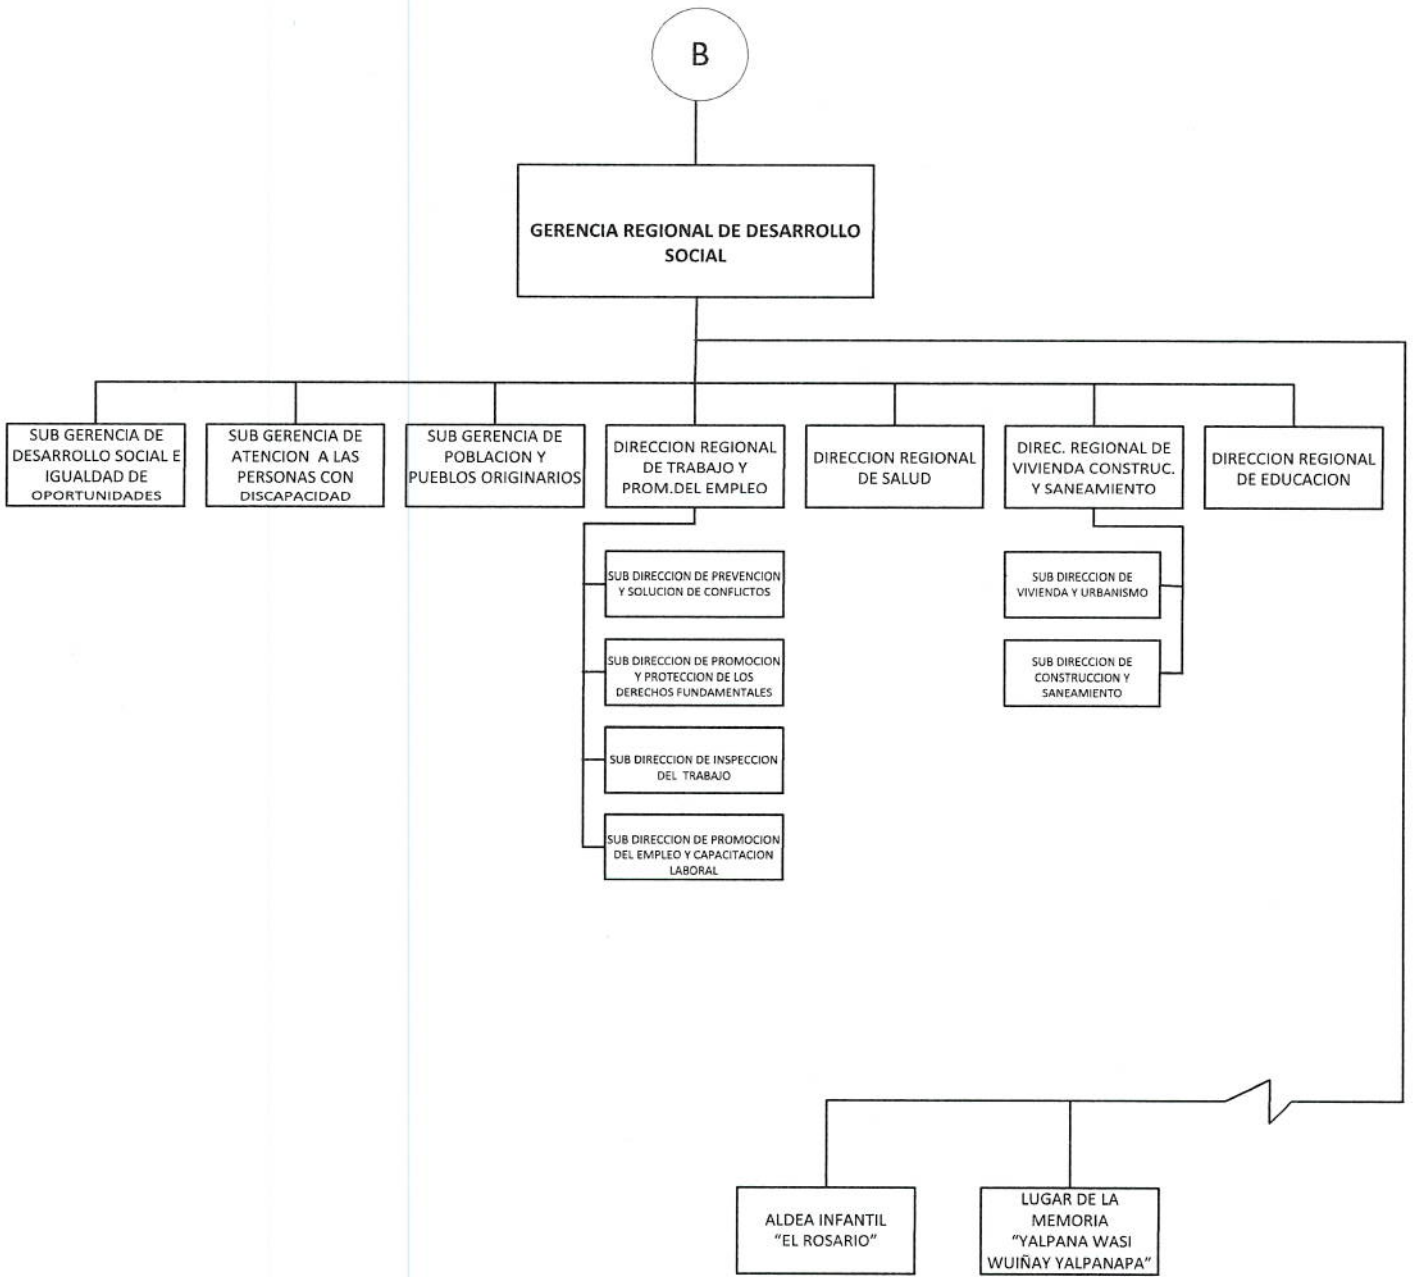 B
GERENCIA REGIONAL DE DESARROLLO
SOCIAL
SUB GERENCIA DE
DESARROLLO SOCIAL E
IGUALDAD DE
OPORTUNIDADES
SUB GERENCIA DE
ATENCION A LAS
PERSONAS CON
DISCAPACIDAD
SUB GERENCIA DE
POBLACION Y
PUEBLOS ORIGINARIOS
DIRECCION REGIONAL
DE TRABAJO Y
PROM.DEL EMPLEO
DIRECCION REGIONAL
DE SALUD
DIREC. REGIONAL DE
VIVIENDA CONSTRUC.
Y SANEAMIENTO
DIRECCION REGIONAL
DE EDUCACION
SUB DIRECCION DE PREVENCION
Y SOLUCION DE CONFLICTOS
SUB DIRECCION DE PROMOCION
Y PROTECCION DE LOS
DERECHOS FUNDAMENTALES
SUB DIRECCION DE INSPECCION
DEL TRABAJO
SUB DIRECCION DE PROMOCION
DEL EMPLEO Y CAPACITACION
LABORAL
SUB DIRECCION DE
VIVIENDA Y URBANISMO
SUB DIRECCION DE
CONSTRUCCION Y
SANEAMIENTO
ALDEA INFANTIL
“EL ROSARIO”
LUGAR DE LA
MEMORIA
“YALPANA WASI
WUIÑAY YALPANAPA”